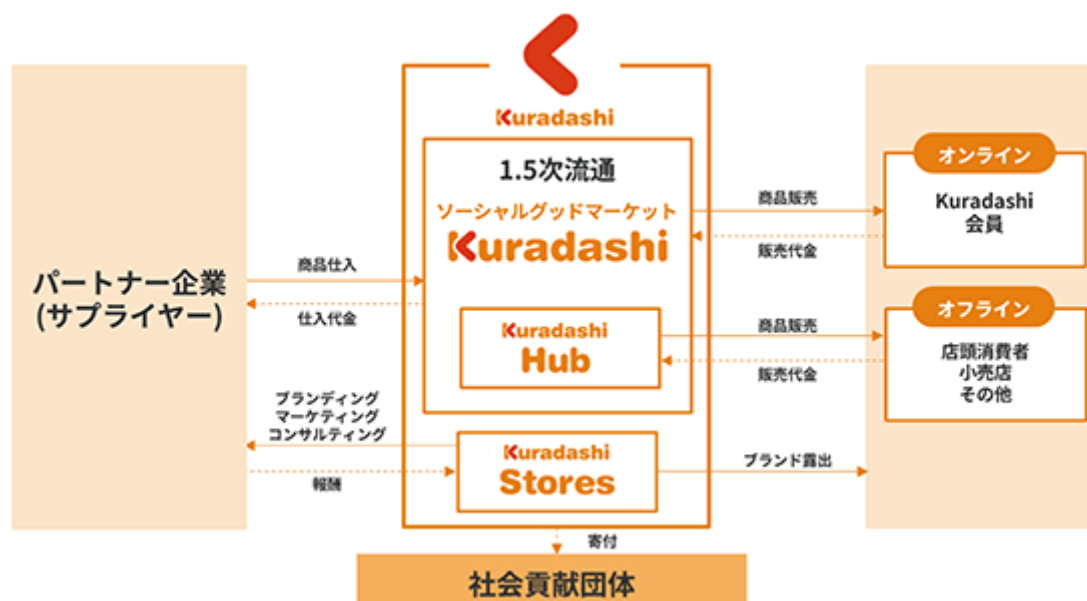 Kuradashi
1.5次流通
ソーシャルグッドマーケット
Kuradashi
Kuradashi
Hub
Kuradashi
Stores
パートナー企業
(サプライヤー)
商品仕入
仕入代金
ブランディング
マーケティング
コンサルティング
報酬
商品販売
販売代金
商品販売
販売代金
ブランド露出
オンライン
Kuradashi
会員
オフライン
店頭消費者
小売店
その他
寄付
社会貢献団体